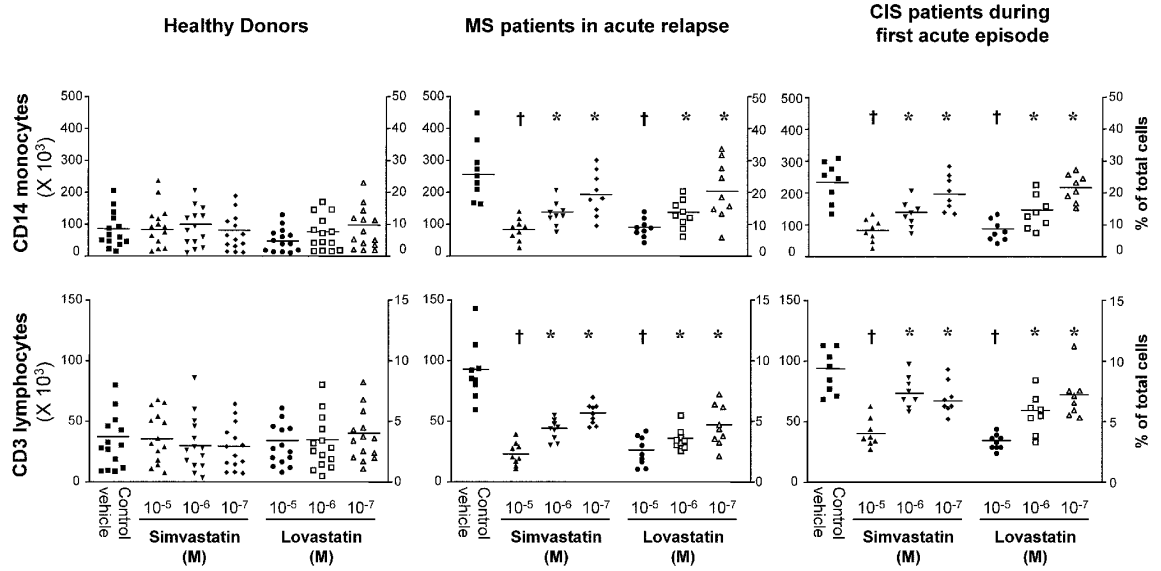 Healthy Donors
MS patients in acute relapse
CIS patients during
first acute episode
CD14 monocytes
(X 10³)
500
400
300
200
100
0
50
40
30
20
10
0
500
400
300
200
100
0
† * * † * *
50
40
30
20
10
0
500
400
300
200
100
0
† * * † * *
50
40
30
20
10
0
% of total cells
CD3 lymphocytes
(X 10³)
150
100
50
0
15
10
5
0
150
100
50
0
† * * † * *
15
10
5
0
150
100
50
0
† * * † * *
15
10
5
0
% of total cells
Control
vehicle
10⁻⁵ 10⁻⁶ 10⁻⁷ 10⁻⁵ 10⁻⁶ 10⁻⁷
Simvastatin
(M)
Lovastatin
(M)
Control
vehicle
10⁻⁵ 10⁻⁶ 10⁻⁷ 10⁻⁵ 10⁻⁶ 10⁻⁷
Simvastatin
(M)
Lovastatin
(M)
Control
vehicle
10⁻⁵ 10⁻⁶ 10⁻⁷ 10⁻⁵ 10⁻⁶ 10⁻⁷
Simvastatin
(M)
Lovastatin
(M)